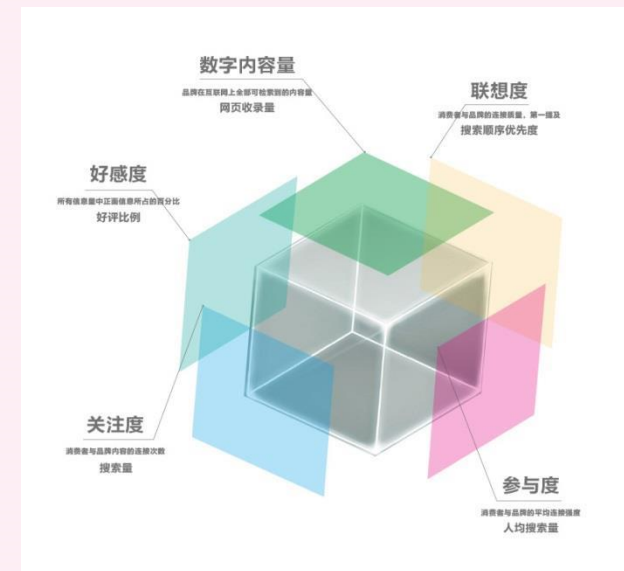 数字内容量
品牌在互联网上全部可检索到的内容量
网页收录量
联想度
消费者与品牌的连接质量，第一提及
搜索顺序优先度
好感度
所有信息量中正面信息所占的百分比
好评比例
关注度
消费者与品牌内容的连接次数
搜索量
参与度
消费者与品牌的平均连接强度
人均搜索量